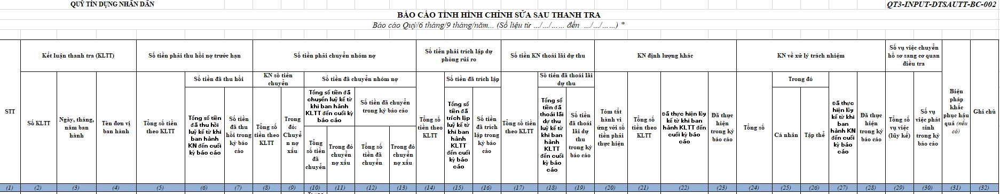 QUỸ TÍN DỤNG NHÂN DÂN
QT3-INPUT-DTSAUTT-BC-002
BÁO CÁO TÌNH HÌNH CHỈNH SỬA SAU THANH TRA
Báo cáo Quý/6 tháng/9 tháng/năm... (Số liệu từ .../.../...... đến .../.../......) *
STT
Kết luận thanh tra (KLTT)
Số KLTT
Ngày, tháng,
năm ban
hành
Tên đơn vị
ban hành
Số tiền phải thu hồi nợ trước hạn
Tổng số tiền
theo KLTT
Số tiền đã thu hồi
Tổng số tiền
đã thu hồi
luỹ kế từ khi
ban hành
KN đến cuối
kỳ báo cáo
Số tiền
đã thu
hồi trong
kỳ báo
cáo
Số tiền phải chuyển nhóm nợ
KN số tiền
chuyển
Tổng số
tiền theo
KLTT
Trong
đó:
Chuyể
n nợ
xấu
Số tiền đã chuyển nhóm nợ
Tổng số tiền đã
chuyển luỹ kế từ
khi ban hành
KLTT đến cuối kỳ
báo cáo
Tổng
số tiền
đã
chuyển
Trong đó
chuyển
nợ xấu
Số tiền đã chuyển
trong kỳ báo cáo
Tổng số
tiền đã
chuyển
Trong đó
chuyển
nợ xấu
Số tiền phải trích lập dự
phòng rủi ro
Tổng số
tiền theo
KLTT
Số tiền đã trích lập
Tổng số
tiền đã
trích lập
luỹ kế từ
khi ban
hành
KLTT
đến cuối
kỳ báo
cáo
Số tiền
đã trích
lập trong
kỳ báo
cáo
Số tiền KN thoái lãi dự thu
Tổng số tiền
theo KLTT
Số tiền đã thoái lãi
dự thu
Tổng số
tiền đã
thoái lãi
dự thu
luỹ kế từ
khi ban
hành
KLTT
đến cuối
kỳ báo
cáo
Số tiền
đã thoái
lãi dự
thu
trong kỳ
báo cáo
KN định lượng khác
Tóm tắt
hành vi
ứng với số
tiền phải
thực hiện
Tổng số
tiền theo
KLTT
Đã thực hiện lũy
kế từ khi ban
hành KLTT đến
cuối kỳ báo cáo
Đã thực
hiện
trong kỳ
báo cáo
KN về xử lý trách nhiệm
Tổng số
Trong đó
Cá nhân
Tập thể
Đã thực
hiện lũy
kế từ khi
ban
hành KN
đến cuối
kỳ báo
cáo
Đã thực
hiện
trong kỳ
báo cáo
Số vụ việc chuyển
hồ sơ sang cơ quan
điều tra
Tổng số
vụ việc
(lũy kế)
Số vụ
việc phát
sinh
trong kỳ
báo cáo
Biện
pháp
khắc
phục hậu
quả (nếu
có)
Ghi chú
(1) (2) (3) (4) (5) (6) (7) (8) (9) (10) (11) (12) (13) (14) (15) (16) (17) (18) (19) (20) (21) (22) (23) (24) (25) (26) (27) (28) (29) (30) (31) (32)